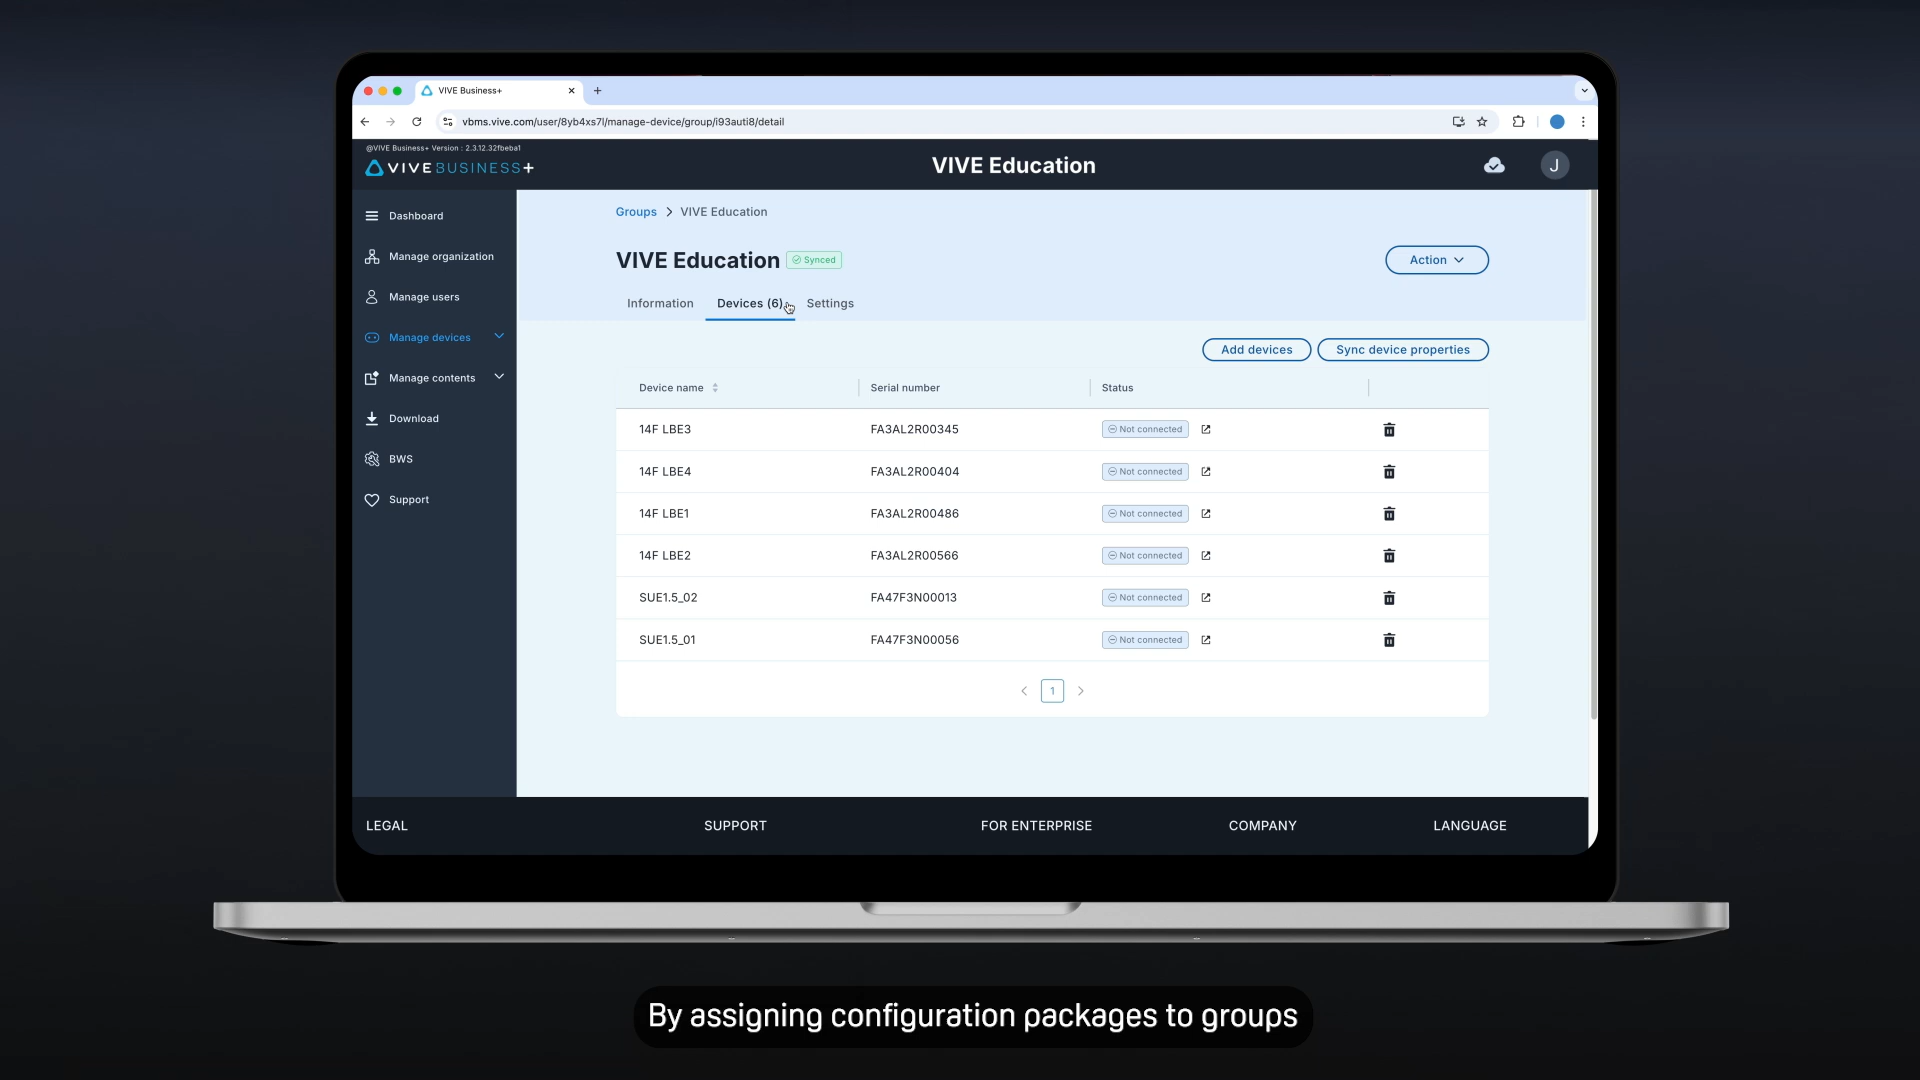 VIVE Business+
vbms.vive.com/user/8yb4xs7l/manage-device/group/i93auti8/detail
@VIVE Business+ Version : 2.3.12.32fbeba1
VIVE BUSINESS+
VIVE Education
J
Dashboard
Manage organization
Manage users
Manage devices
Manage contents
Download
BWS
Support
Groups > VIVE Education
VIVE Education Synced
Action
Information Devices (6) Settings
Add devices Sync device properties
Device name Serial number Status
14F LBE3 FA3AL2R00345 Not connected
14F LBE4 FA3AL2R00404 Not connected
14F LBE1 FA3AL2R00486 Not connected
14F LBE2 FA3AL2R00566 Not connected
SUE1.5_02 FA47F3N00013 Not connected
SUE1.5_01 FA47F3N00056 Not connected
1
LEGAL SUPPORT FOR ENTERPRISE COMPANY LANGUAGE
By assigning configuration packages to groups